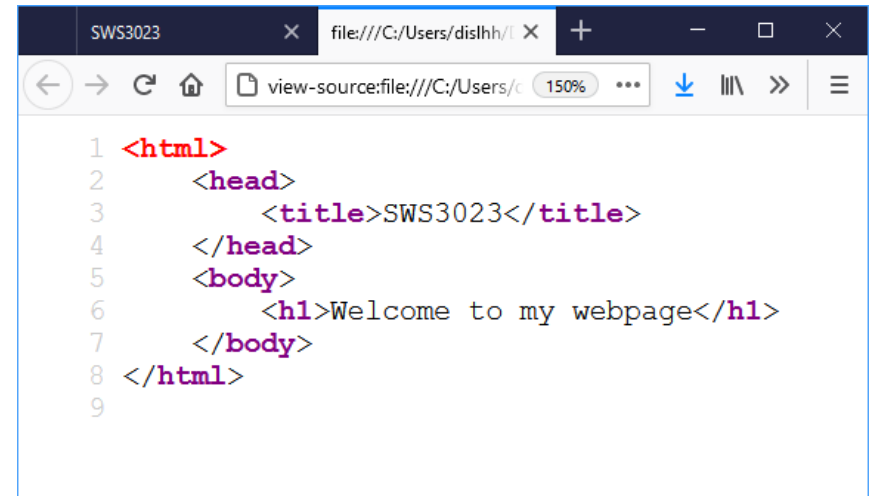 SWS3023
file:///C:/Users/dislhh/
view-source:file:///C:/Users/ 150%
1 <html>
2 <head>
3 <title>SWS3023</title>
4 </head>
5 <body>
6 <h1>Welcome to my webpage</h1>
7 </body>
8 </html>
9